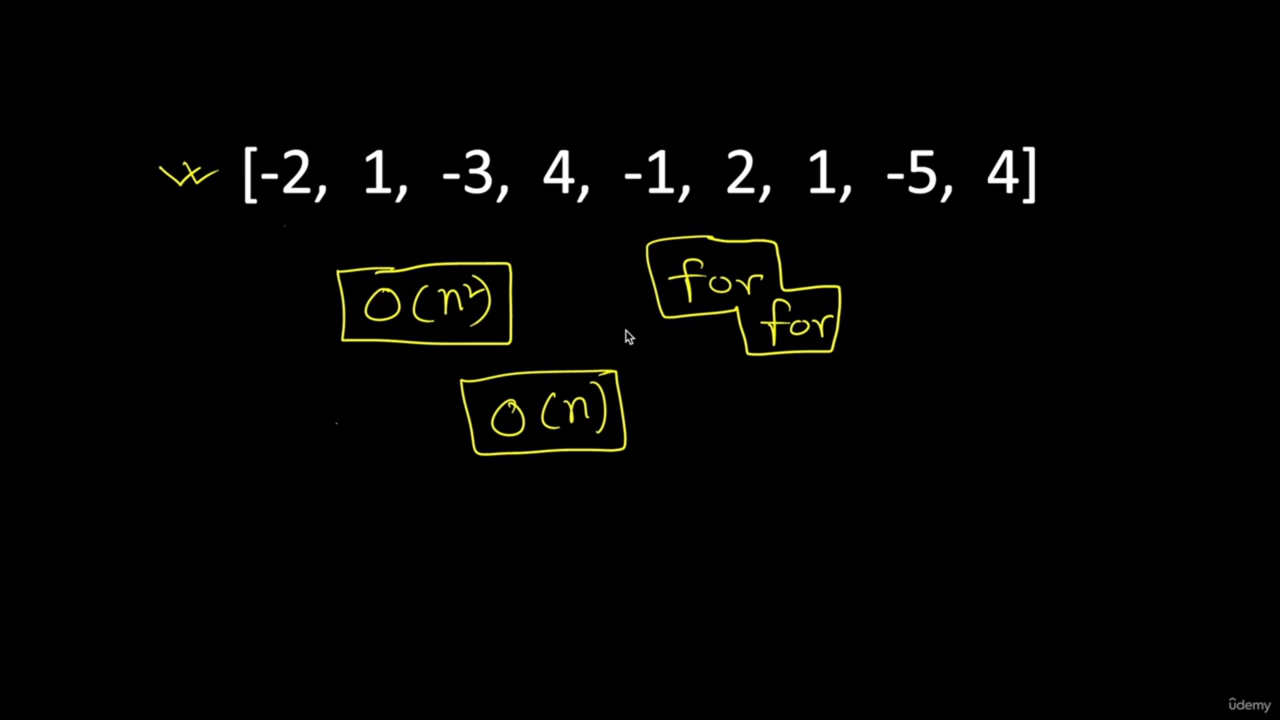 [-2, 1, -3, 4, -1, 2, 1, -5, 4]
O(n²)
for
for
O(n)
ûdemy